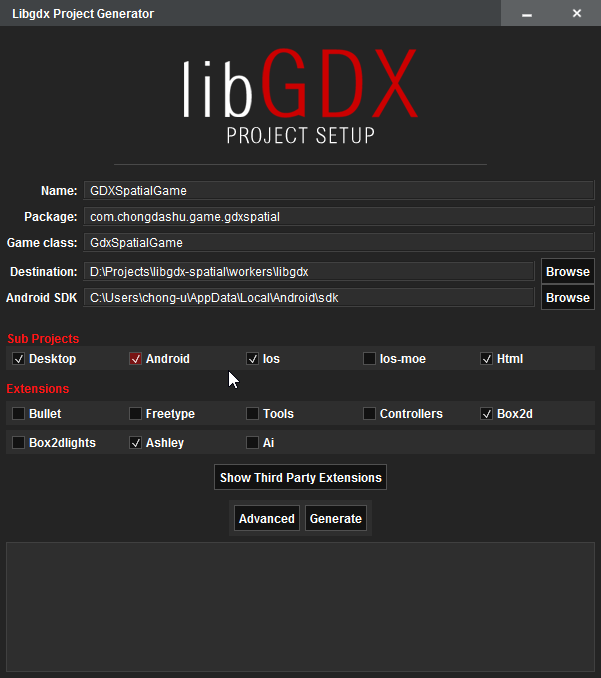 Libgdx Project Generator
libGDX
PROJECT SETUP
Name: GDXSpatialGame
Package: com.chongdashu.game.gdxspatial
Game class: GdxSpatialGame
Destination: D:\Projects\libgdx-spatial\workers\libgdx Browse
Android SDK C:\Users\chong-u\AppData\Local\Android\sdk Browse
Sub Projects
Desktop Android Ios Ios-moe Html
Extensions
Bullet Freetype Tools Controllers Box2d
Box2dlights Ashley Ai
Show Third Party Extensions
Advanced Generate